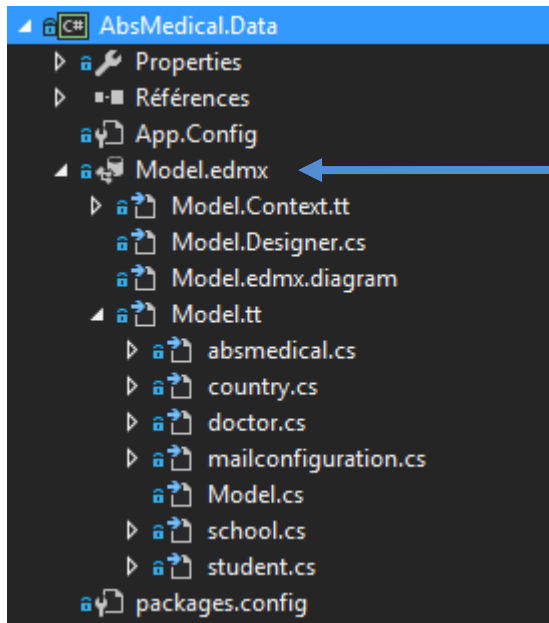 C# AbsMedical.Data
Properties
Références
App.Config
Model.edmx
Model.Context.tt
Model.Designer.cs
Model.edmx.diagram
Model.tt
absmedical.cs
country.cs
doctor.cs
mailconfiguration.cs
Model.cs
school.cs
student.cs
packages.config